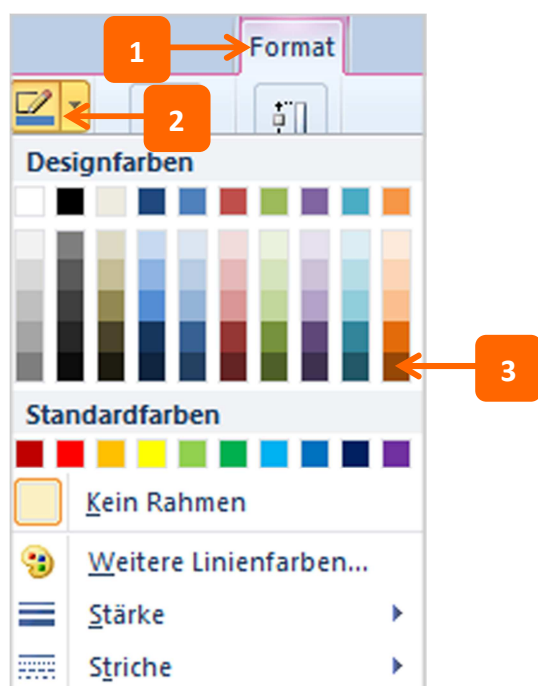 1
Format
2
Designfarben
3
Standardfarben
Kein Rahmen
Weitere Linienfarben...
Stärke
Striche